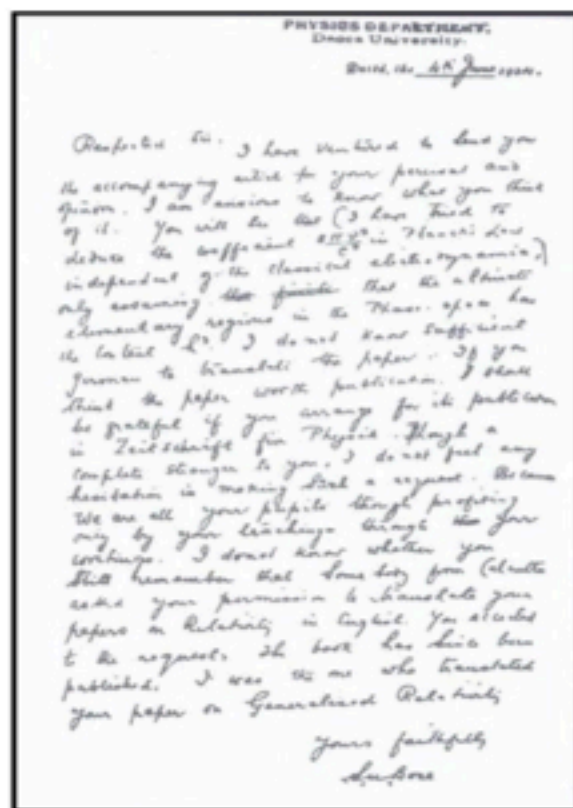 PHYSICS DEPARTMENT,
Dacca University.
Dated, the 4th June 1924.
Respected Sir, I have ventured to send you
the accompanying article for your perusal and
opinion. I am anxious to know what you think
of it. You will see that (I have tried to
deduce the coefficient 8πν²/c³ in Planck's Law
independent of the classical electrodynamics,)
only assuming that the ultimate
elementary regions in the Phase-space has
the content h³. I do not know sufficient
German to translate the paper. If you
think the paper worth publication, I shall
be grateful if you arrange for its publication
in Zeitschrift für Physik. Though a
complete stranger to you, I do not feel any
hesitation in making such a request. Because
we are all your pupils though profiting
only by your teachings through your
writings. I donot know whether you
still remember that somebody from Calcutta
asked your permission to translate your
papers on Relativity in English. You acceded
to the request. The book has since been
published. I was the one who translated
your paper on Generalised Relativity
Yours faithfully
S.N. Bose